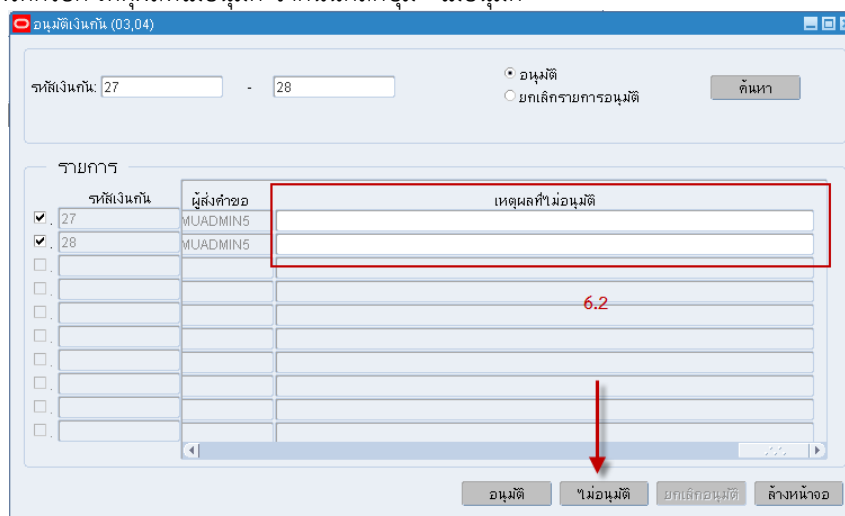 อนุมัติเงินกัน (03,04)
รหัสเงินกัน: 27 - 28
อนุมัติ
ยกเลิกรายการอนุมัติ
ค้นหา
รายการ
รหัสเงินกัน ผู้ส่งคำขอ เหตุผลที่ไม่อนุมัติ
27 MUADMIN5
28 MUADMIN5
6.2
อนุมัติ ไม่อนุมัติ ยกเลิกอนุมัติ ล้างหน้าจอ